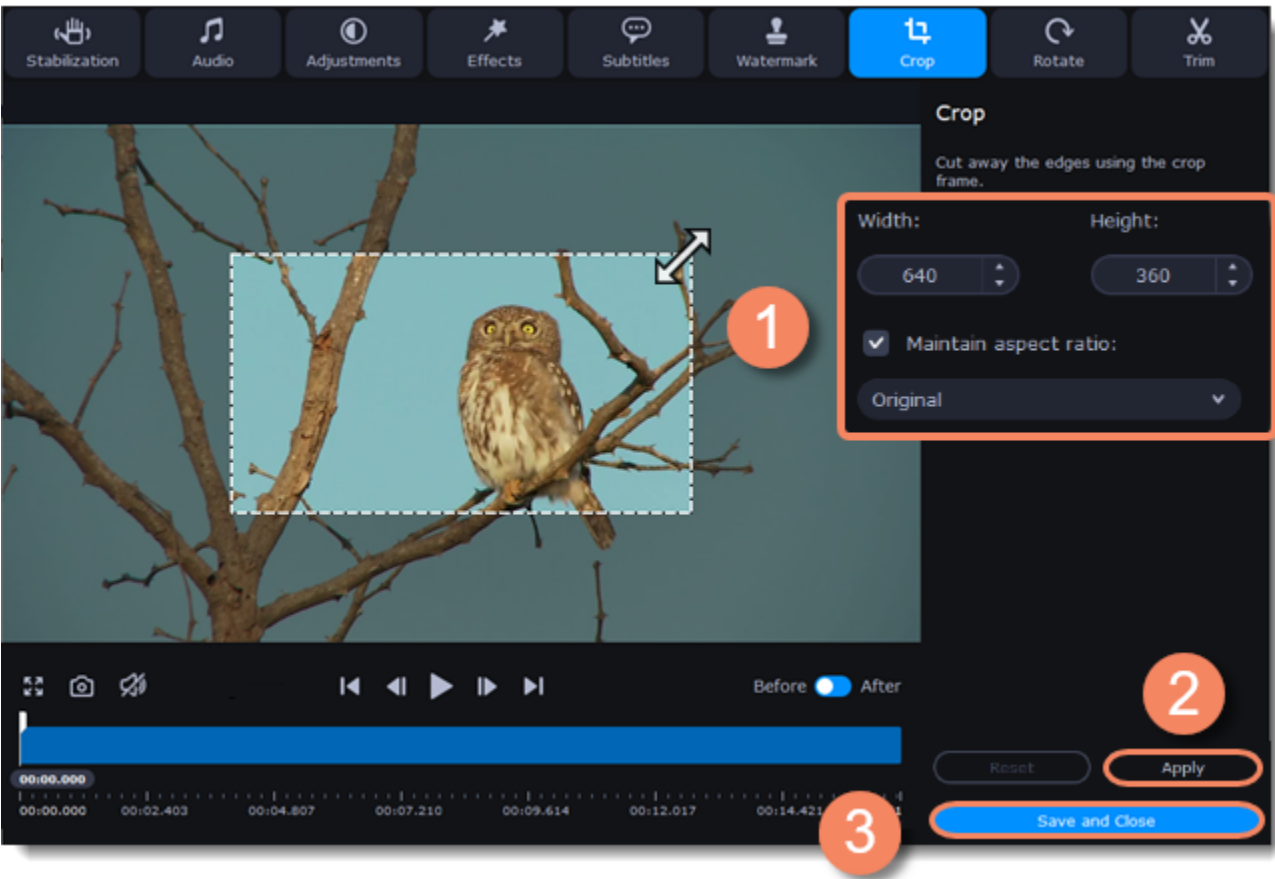 Stabilization
Audio
Adjustments
Effects
Subtitles
Watermark
Crop
Rotate
Trim
Crop
Cut away the edges using the crop
frame.
Width:
Height:
640
360
1
Maintain aspect ratio:
Original
Before
After
2
00:00.000
00:00.000
00:02.403
00:04.807
00:07.210
00:09.614
00:12.017
00:14.421
Reset
Apply
3
Save and Close